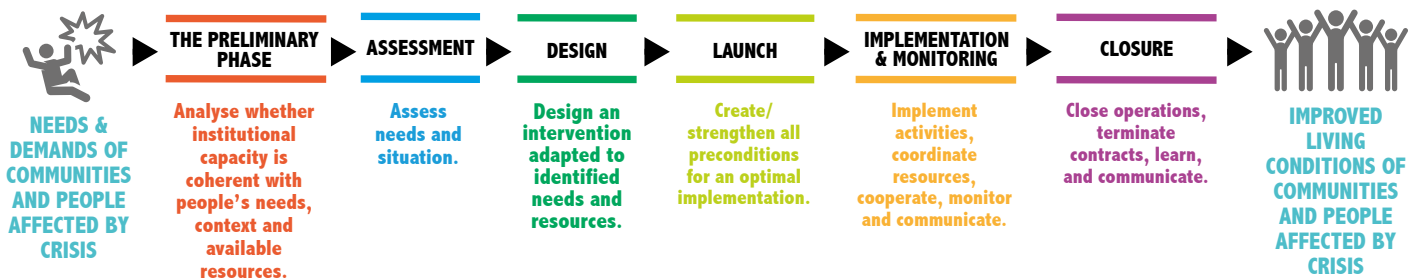 NEEDS &
DEMANDS OF
COMMUNITIES
AND PEOPLE
AFFECTED BY
CRISIS
THE PRELIMINARY
PHASE
Analyse whether
institutional
capacity is
coherent with
people’s needs,
context and
available
resources.
ASSESSMENT
Assess
needs and
situation.
DESIGN
Design an
intervention
adapted to
identified
needs and
resources.
LAUNCH
Create/
strengthen all
preconditions
for an optimal
implementation.
IMPLEMENTATION
& MONITORING
Implement
activities,
coordinate
resources,
cooperate, monitor
and communicate.
CLOSURE
Close operations,
terminate
contracts, learn,
and communicate.
IMPROVED
LIVING
CONDITIONS OF
COMMUNITIES
AND PEOPLE
AFFECTED BY
CRISIS